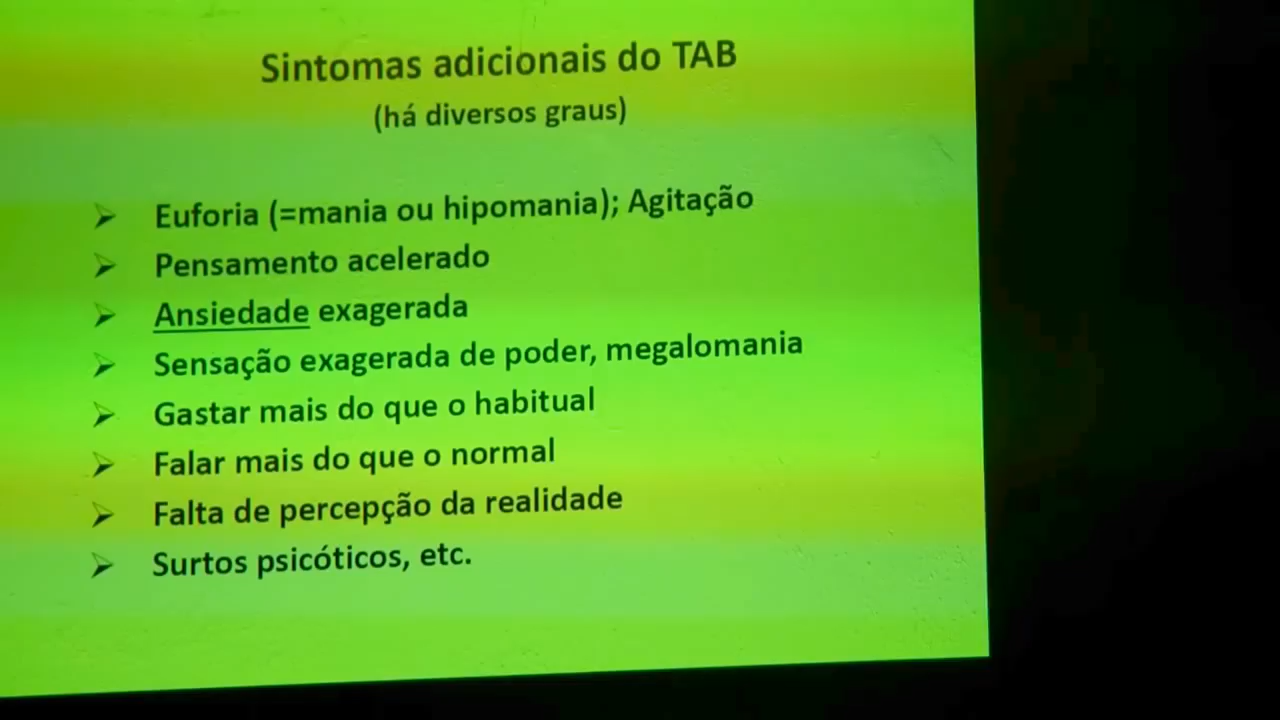 Sintomas adicionais do TAB
(há diversos graus)
Euforia (=mania ou hipomania); Agitação
Pensamento acelerado
Ansiedade exagerada
Sensação exagerada de poder, megalomania
Gastar mais do que o habitual
Falar mais do que o normal
Falta de percepção da realidade
Surtos psicóticos, etc.